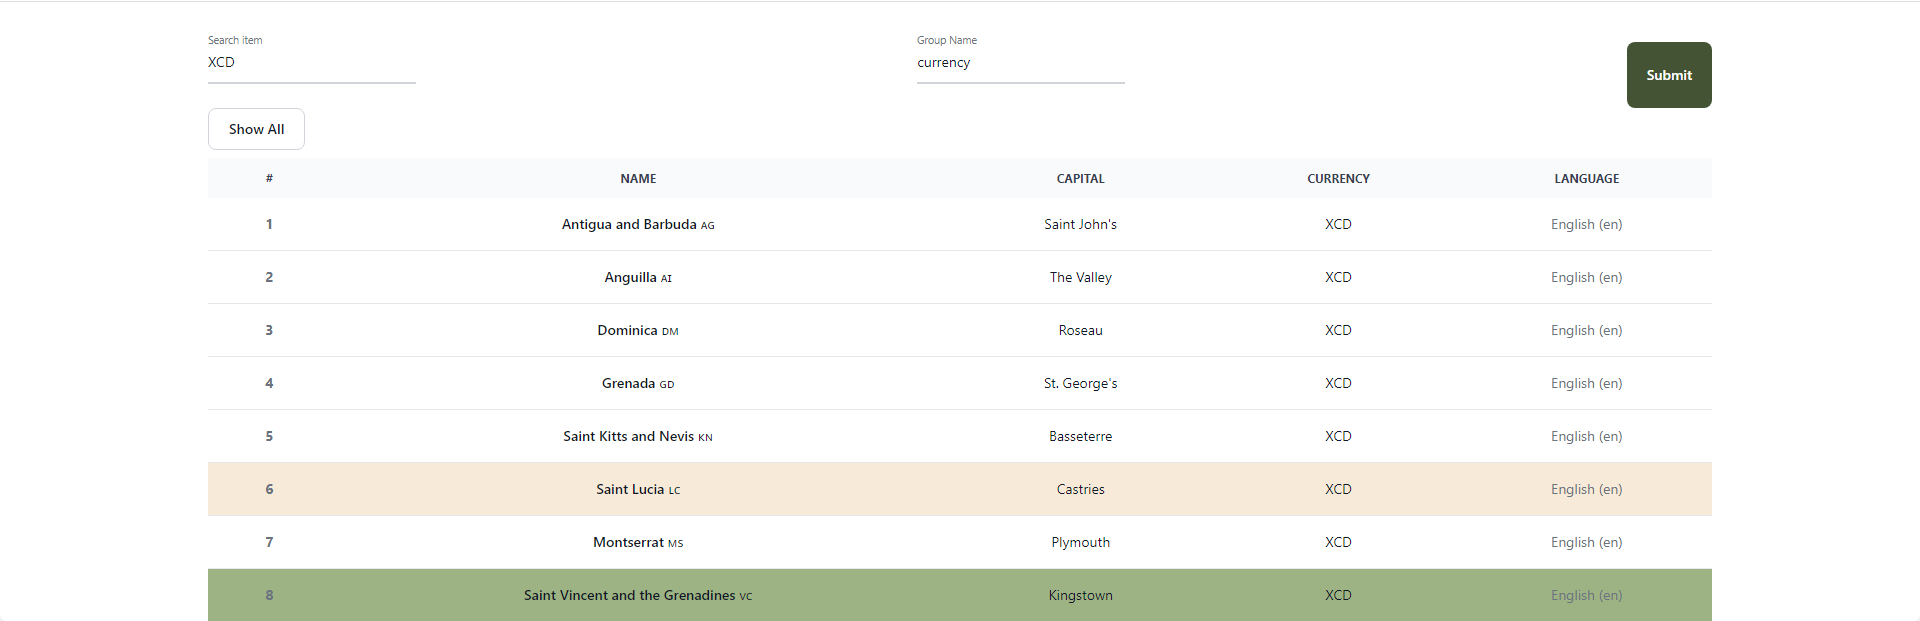 Search item
Group Name
XCD
currency
Submit
Show All
# NAME CAPITAL CURRENCY LANGUAGE
1 Antigua and Barbuda AG Saint John's XCD English (en)
2 Anguilla AI The Valley XCD English (en)
3 Dominica DM Roseau XCD English (en)
4 Grenada GD St. George's XCD English (en)
5 Saint Kitts and Nevis KN Basseterre XCD English (en)
6 Saint Lucia LC Castries XCD English (en)
7 Montserrat MS Plymouth XCD English (en)
8 Saint Vincent and the Grenadines VC Kingstown XCD English (en)